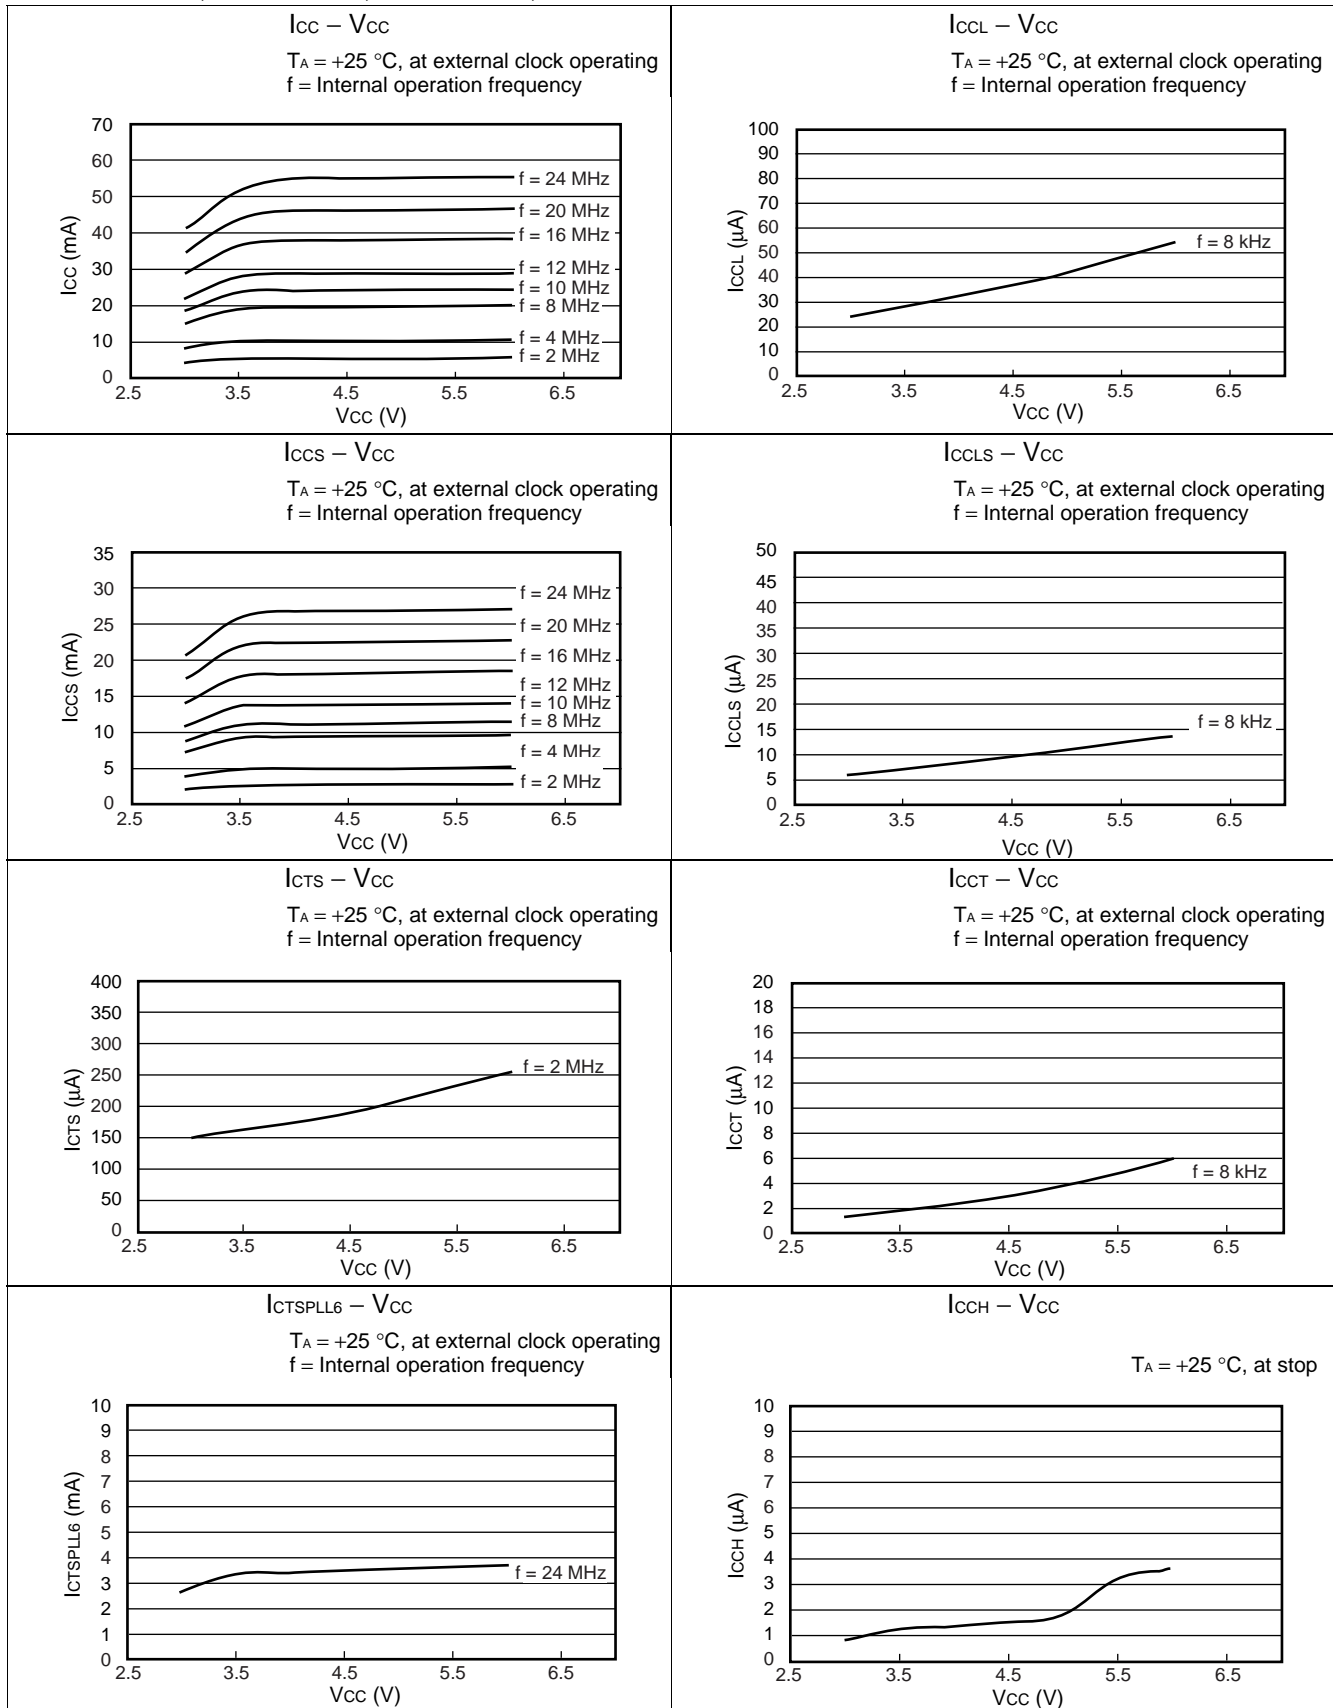 ICC – VCC
TA = +25 °C, at external clock operating
f = Internal operation frequency
70
60
50
40
30
20
10
0
ICC (mA)
f = 24 MHz
f = 20 MHz
f = 16 MHz
f = 12 MHz
f = 10 MHz
f = 8 MHz
f = 4 MHz
f = 2 MHz
2.5 3.5 4.5 5.5 6.5
VCC (V)
ICCL – VCC
TA = +25 °C, at external clock operating
f = Internal operation frequency
100
90
80
70
60
50
40
30
20
10
0
ICCL (µA)
f = 8 kHz
2.5 3.5 4.5 5.5 6.5
VCC (V)
ICCS – VCC
TA = +25 °C, at external clock operating
f = Internal operation frequency
35
30
25
20
15
10
5
0
ICCS (mA)
f = 24 MHz
f = 20 MHz
f = 16 MHz
f = 12 MHz
f = 10 MHz
f = 8 MHz
f = 4 MHz
f = 2 MHz
2.5 3.5 4.5 5.5 6.5
VCC (V)
ICCLS – VCC
TA = +25 °C, at external clock operating
f = Internal operation frequency
50
45
40
35
30
25
20
15
10
5
0
ICCLS (µA)
f = 8 kHz
2.5 3.5 4.5 5.5 6.5
VCC (V)
ICTS – VCC
TA = +25 °C, at external clock operating
f = Internal operation frequency
400
350
300
250
200
150
100
50
0
ICTS (µA)
f = 2 MHz
2.5 3.5 4.5 5.5 6.5
VCC (V)
ICCT – VCC
TA = +25 °C, at external clock operating
f = Internal operation frequency
20
18
16
14
12
10
8
6
4
2
0
ICCT (µA)
f = 8 kHz
2.5 3.5 4.5 5.5 6.5
VCC (V)
ICTSPLL6 – VCC
TA = +25 °C, at external clock operating
f = Internal operation frequency
10
9
8
7
6
5
4
3
2
1
0
ICTSPLL6 (mA)
f = 24 MHz
2.5 3.5 4.5 5.5 6.5
VCC (V)
ICCH – VCC
TA = +25 °C, at stop
10
9
8
7
6
5
4
3
2
1
0
ICCH (µA)
2.5 3.5 4.5 5.5 6.5
VCC (V)